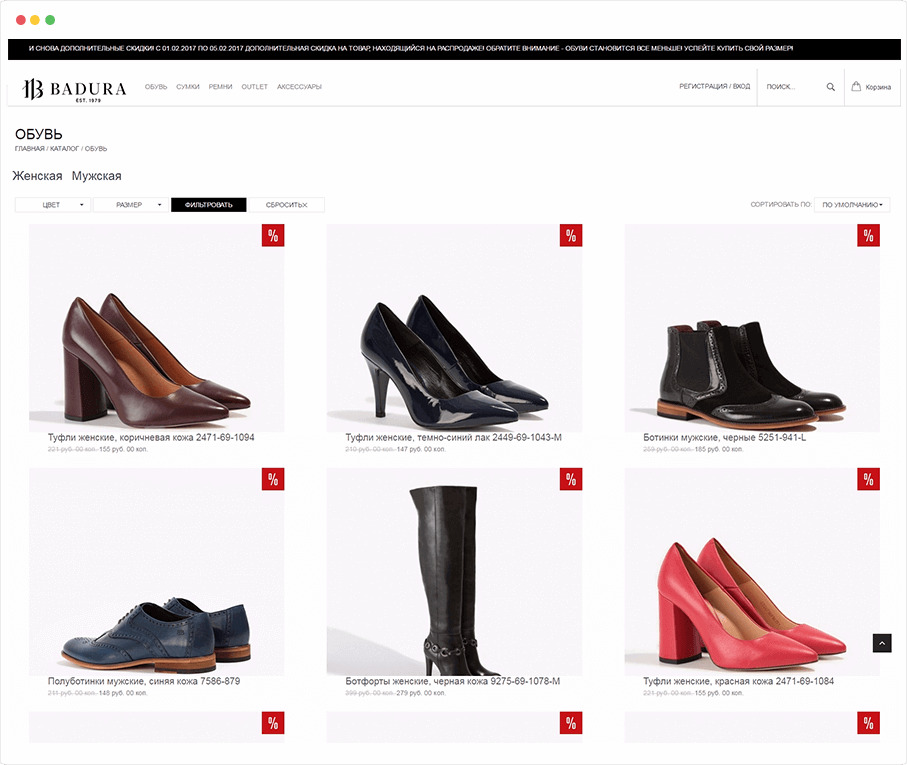 И СНОВА ДОПОЛНИТЕЛЬНЫЕ СКИДКИ! С 01.02.2017 ПО 05.02.2017 ДОПОЛНИТЕЛЬНАЯ СКИДКА НА ТОВАР, НАХОДЯЩИЙСЯ НА РАСПРОДАЖЕ! ОБРАТИТЕ ВНИМАНИЕ - ОБУВИ СТАНОВИТСЯ ВСЕ МЕНЬШЕ! УСПЕЙТЕ КУПИТЬ СВОЙ РАЗМЕР!
BADURA
EST. 1979
ОБУВЬ СУМКИ РЕМНИ OUTLET АКСЕССУАРЫ РЕГИСТРАЦИЯ / ВХОД ПОИСК... Корзина
ОБУВЬ
ГЛАВНАЯ / КАТАЛОГ / ОБУВЬ
Женская Мужская
ЦВЕТ РАЗМЕР ФИЛЬТРОВАТЬ СБРОСИТЬ× СОРТИРОВАТЬ ПО: ПО УМОЛЧАНИЮ
% % %
Туфли женские, коричневая кожа 2471-69-1094
221 руб. 00 коп. 155 руб. 00 коп.
Туфли женские, темно-синий лак 2449-69-1043-M
210 руб. 00 коп. 147 руб. 00 коп.
Ботинки мужские, черные 5251-941-L
259 руб. 00 коп. 185 руб. 00 коп.
% % %
Полуботинки мужские, синяя кожа 7586-879
211 руб. 00 коп. 148 руб. 00 коп.
Ботфорты женские, черная кожа 9275-69-1078-M
399 руб. 00 коп. 279 руб. 00 коп.
Туфли женские, красная кожа 2471-69-1084
221 руб. 00 коп. 155 руб. 00 коп.
% % %